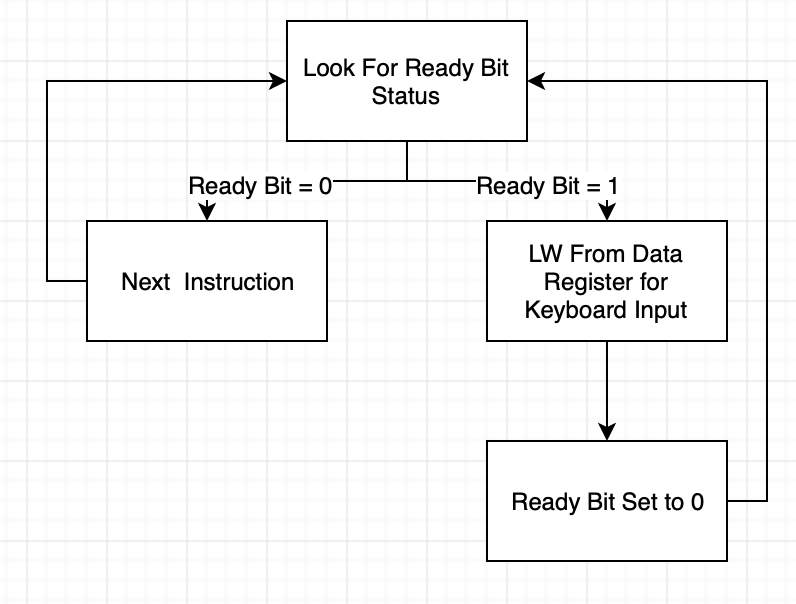 Look For Ready Bit
Status
Ready Bit = 0
Ready Bit = 1
Next  Instruction
LW From Data
Register for
Keyboard Input
Ready Bit Set to 0